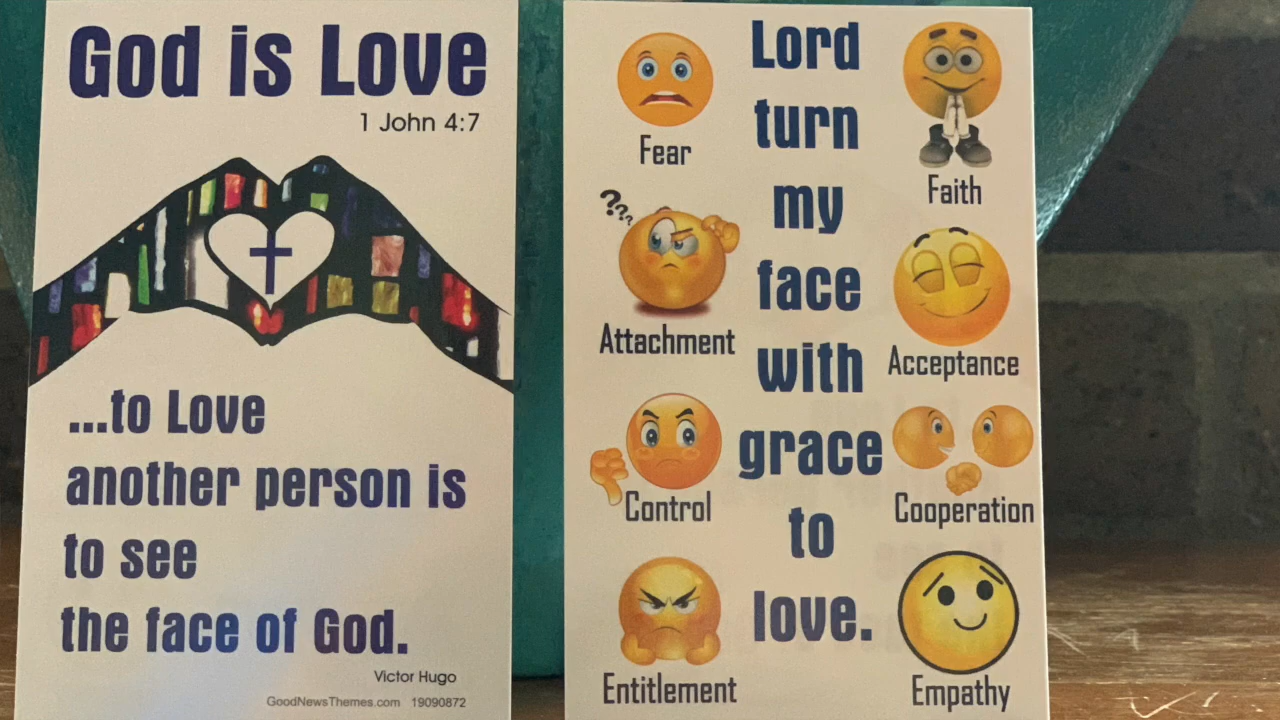 God is Love
1 John 4:7
...to Love
another person is
to see
the face of God.
Victor Hugo
GoodNewsThemes.com 19090872
Lord
turn
my
face
with
grace
to
love.
Fear
???
Attachment
Control
Entitlement
Faith
Acceptance
Cooperation
Empathy